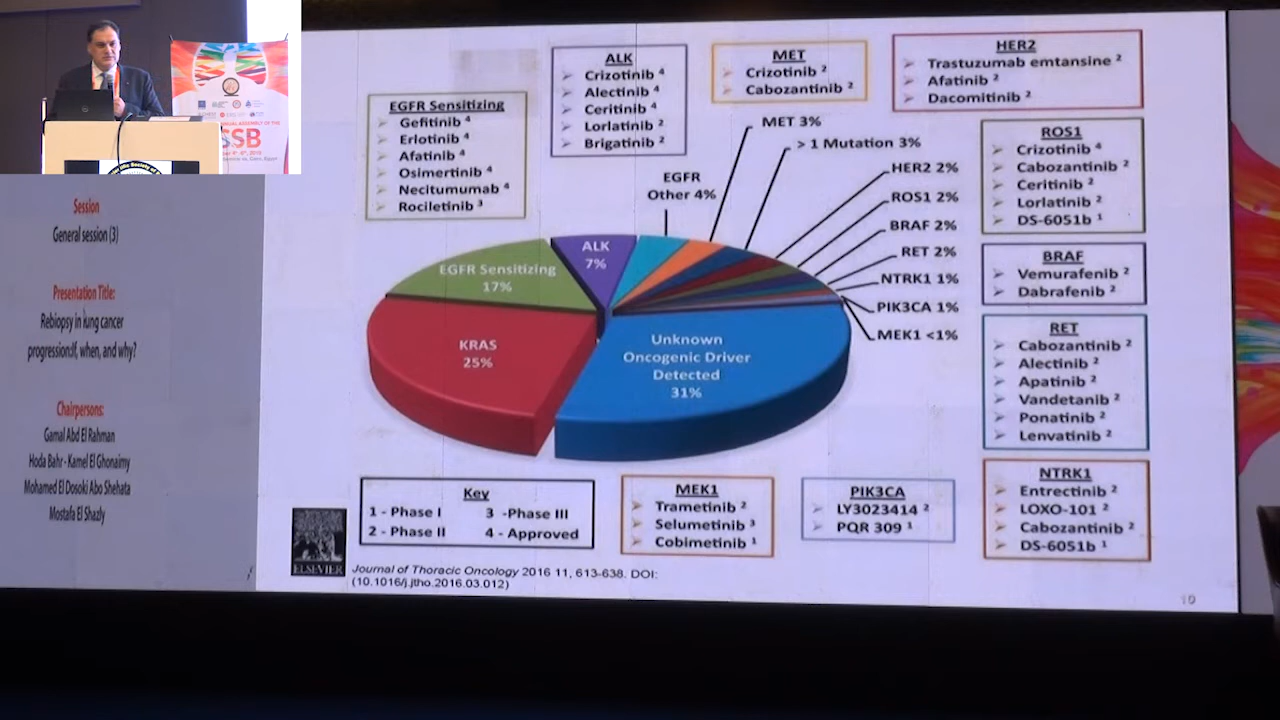 SSB
Session
General session (3)
Presentation Title:
Rebiopsy in lung cancer
progression:If, when, and why?
Chairpersons:
Gamal Abd El Rahman
Hoda Bahr - Kamel El Ghonaimy
Mohamed El Dosoki Abo Shehata
Mostafa El Shazly
EGFR Sensitizing
Gefitinib 4
Erlotinib 4
Afatinib 4
Osimertinib 4
Necitumumab 4
Rociletinib 3
ALK
Crizotinib 4
Alectinib 4
Ceritinib 4
Lorlatinib 2
Brigatinib 2
MET
Crizotinib 2
Cabozantinib 2
HER2
Trastuzumab emtansine 2
Afatinib 2
Dacomitinib 2
ROS1
Crizotinib 4
Cabozantinib 2
Ceritinib 2
Lorlatinib 2
DS-6051b 1
BRAF
Vemurafenib 2
Dabrafenib 2
RET
Cabozantinib 2
Alectinib 2
Apatinib 2
Vandetanib 2
Ponatinib 2
Lenvatinib 2
NTRK1
Entrectinib 2
LOXO-101 2
Cabozantinib 2
DS-6051b 1
EGFR
Other 4%
MET 3%
> 1 Mutation 3%
HER2 2%
ROS1 2%
BRAF 2%
RET 2%
NTRK1 1%
PIK3CA 1%
MEK1 <1%
ALK
7%
EGFR Sensitizing
17%
KRAS
25%
Unknown
Oncogenic Driver
Detected
31%
Key
1 - Phase I 3 -Phase III
2 - Phase II 4 - Approved
MEK1
Trametinib 2
Selumetinib 3
Cobimetinib 1
PIK3CA
LY3023414 2
PQR 309 1
ELSEVIER
Journal of Thoracic Oncology 2016 11, 613-638. DOI:
(10.1016/j.jtho.2016.03.012)
10